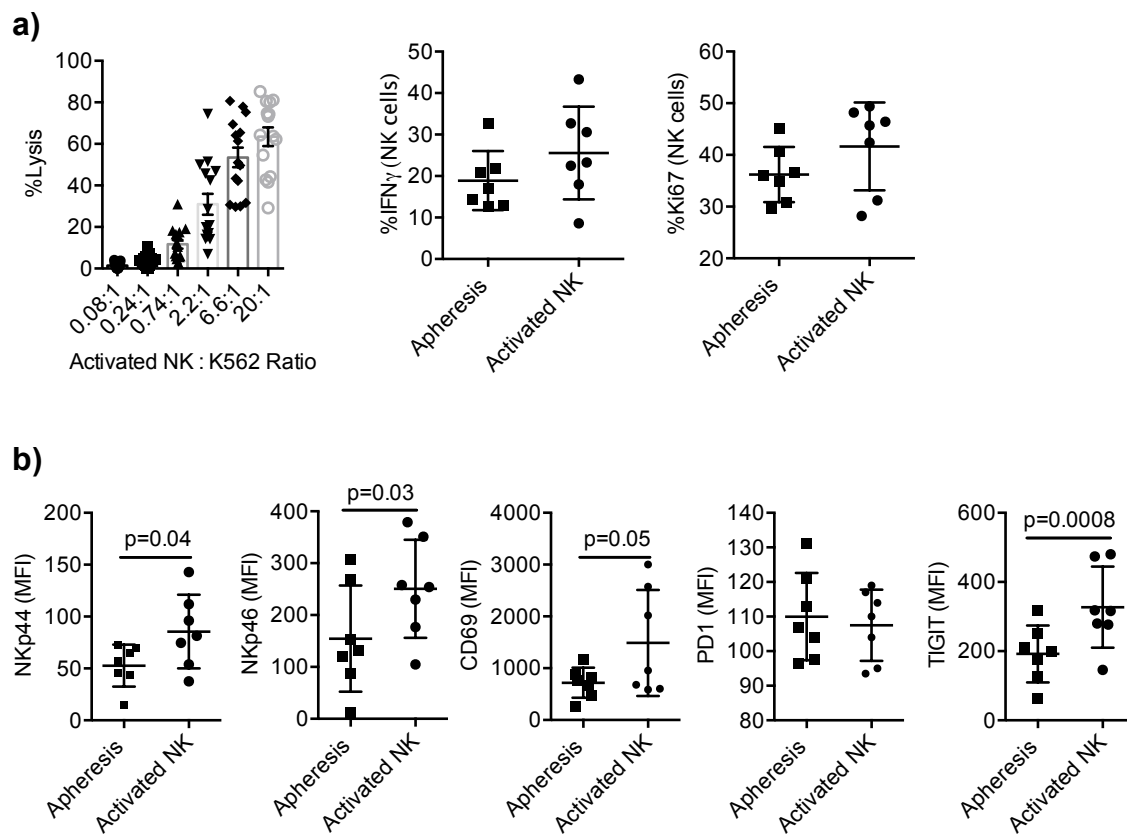 a)
%Lysis
100
80
60
40
20
0
0.08:1
0.24:1
0.74:1
2.2:1
6.6:1
20:1
Activated NK : K562 Ratio
%IFNγ (NK cells)
50
40
30
20
10
0
Apheresis
Activated NK
%Ki67 (NK cells)
60
50
40
30
20
Apheresis
Activated NK
b)
NKp44 (MFI)
200
150
100
50
0
p=0.04
Apheresis
Activated NK
NKp46 (MFI)
400
300
200
100
0
p=0.03
Apheresis
Activated NK
CD69 (MFI)
4000
3000
2000
1000
0
p=0.05
Apheresis
Activated NK
PD1 (MFI)
140
130
120
110
100
90
80
Apheresis
Activated NK
TIGIT (MFI)
600
400
200
0
p=0.0008
Apheresis
Activated NK